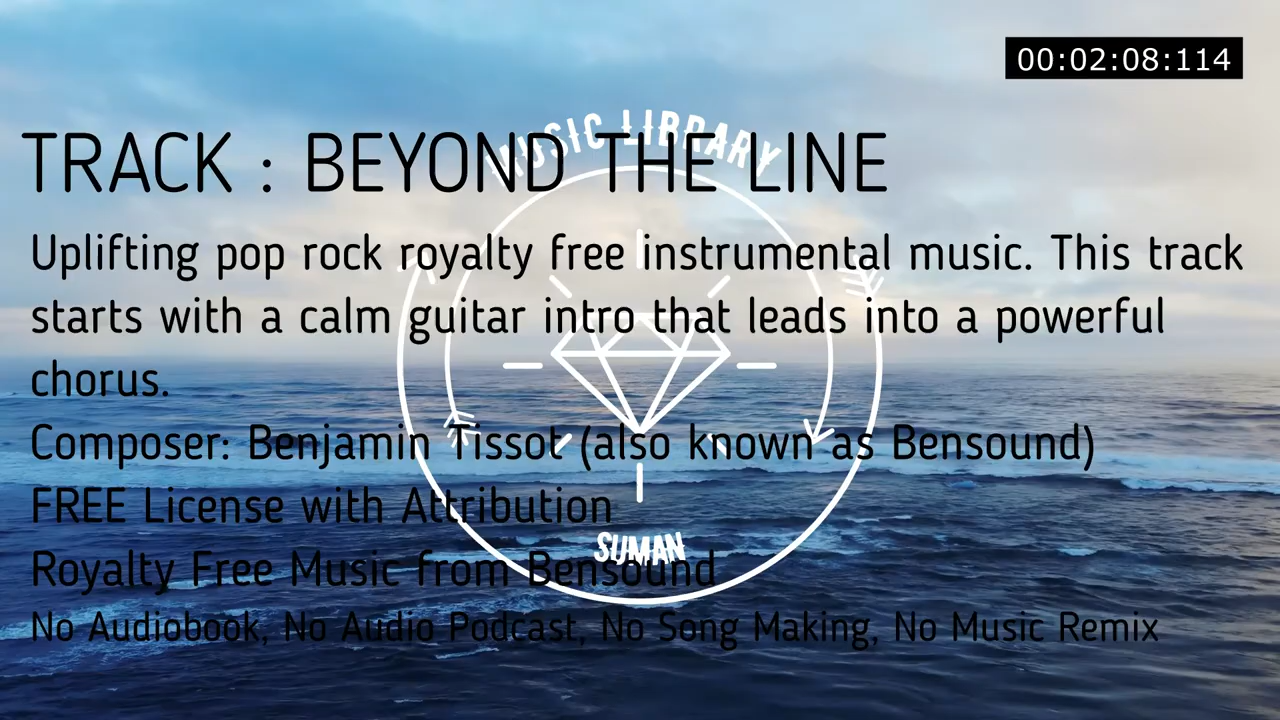 00:02:08:114
MUSIC LIBRARY
TRACK : BEYOND THE LINE
Uplifting pop rock royalty free instrumental music. This track
starts with a calm guitar intro that leads into a powerful
chorus.
Composer: Benjamin Tissot (also known as Bensound)
FREE License with Attribution
SUMAN
Royalty Free Music from Bensound
No Audiobook, No Audio Podcast, No Song Making, No Music Remix